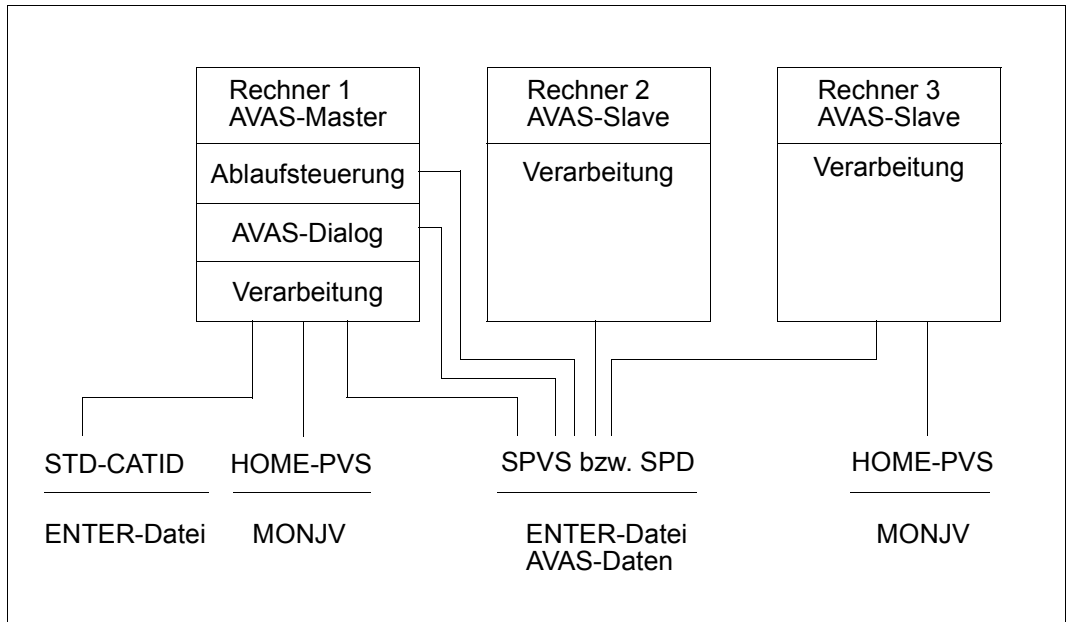 Rechner 1
AVAS-Master
Ablaufsteuerung
AVAS-Dialog
Verarbeitung
Rechner 2
AVAS-Slave
Verarbeitung
Rechner 3
AVAS-Slave
Verarbeitung
STD-CATID
ENTER-Datei
HOME-PVS
MONJV
SPVS bzw. SPD
ENTER-Datei
AVAS-Daten
HOME-PVS
MONJV